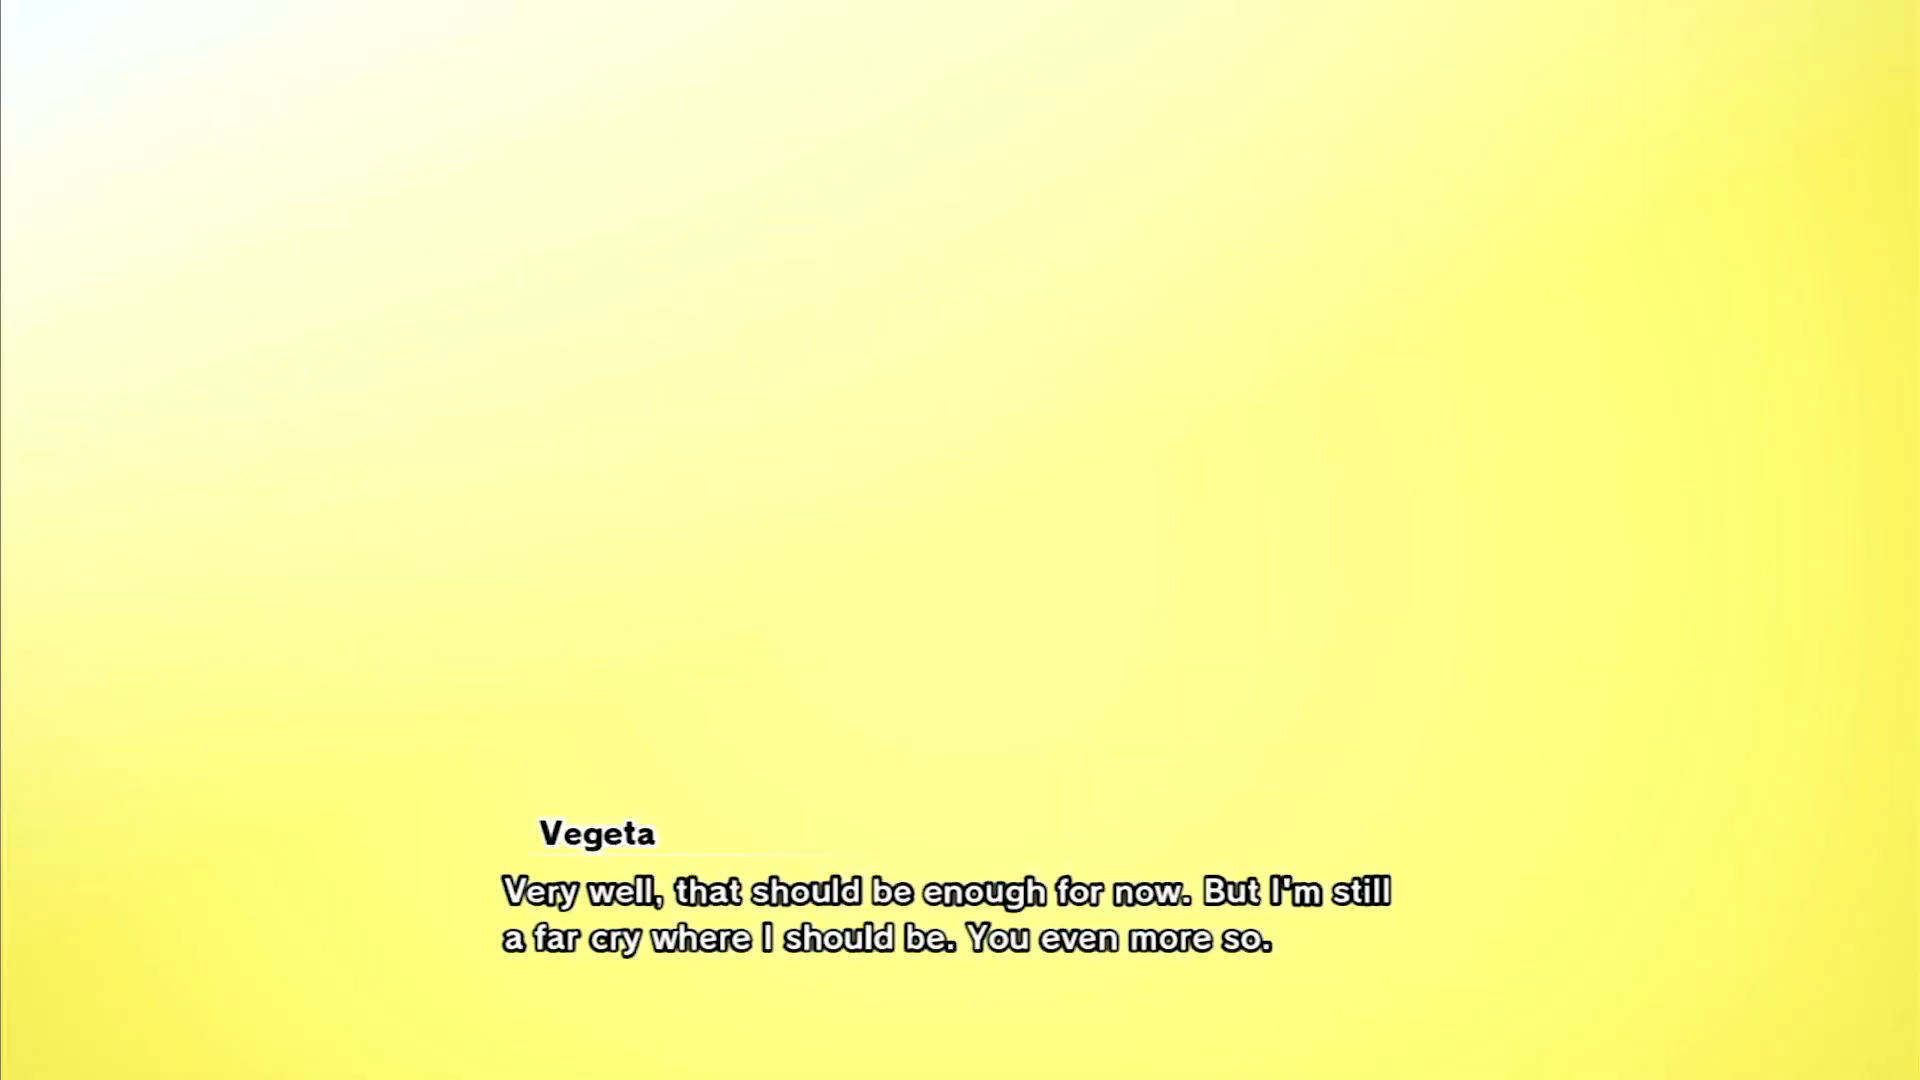 Vegeta
Very well, that should be enough for now. But I'm still
a far cry where I should be. You even more so.